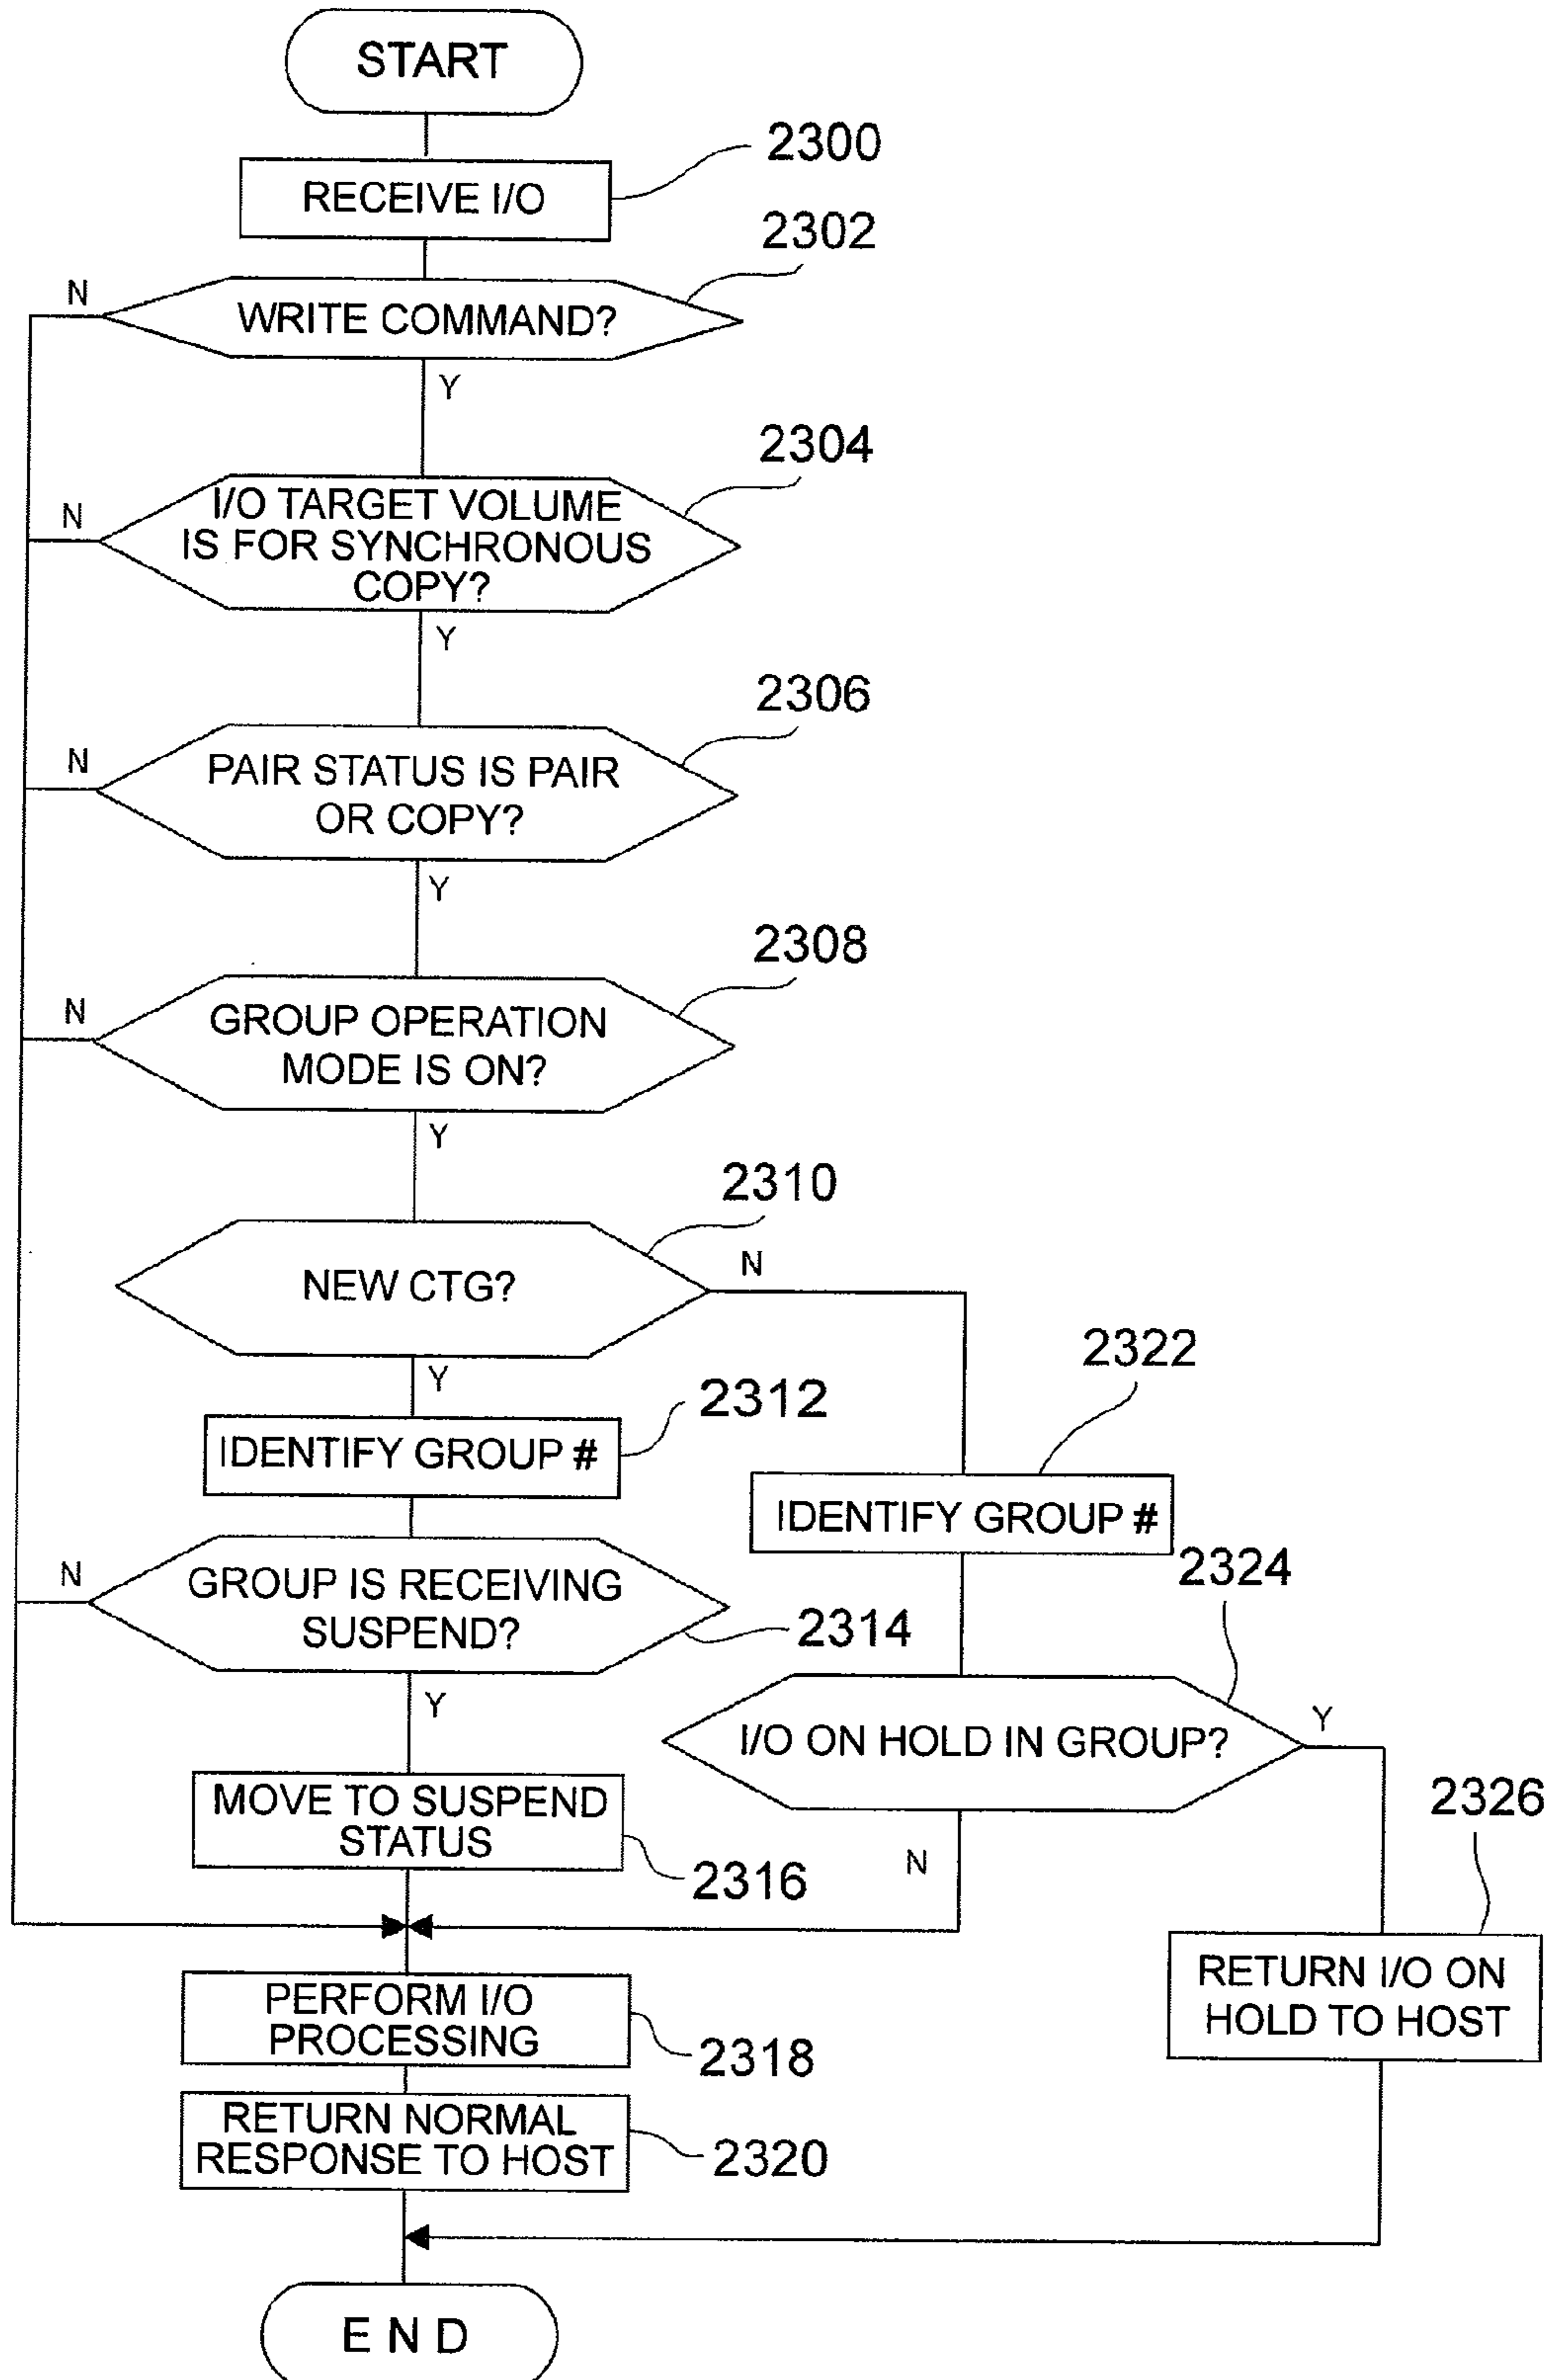 START
2300
RECEIVE I/O
2302
N
WRITE COMMAND?
Y
2304
I/O TARGET VOLUME
N
IS FOR SYNCHRONOUS
COPY?
Y
2306
N
PAIR STATUS IS PAIR
OR COPY?
Y
2308
N
GROUP OPERATION
MODE IS ON?
Y
2310
N
NEW CTG?
2322
Y
2312
IDENTIFY GROUP #
IDENTIFY GROUP #
2324
N
GROUP IS RECEIVING
SUSPEND?
2314
Y
Y
I/O ON HOLD IN GROUP?
2326
MOVE TO SUSPEND
STATUS
N
2316
RETURN I/O ON
HOLD TO HOST
PERFORM I/O
PROCESSING
2318
RETURN NORMAL
RESPONSE TO HOST
2320
E N D